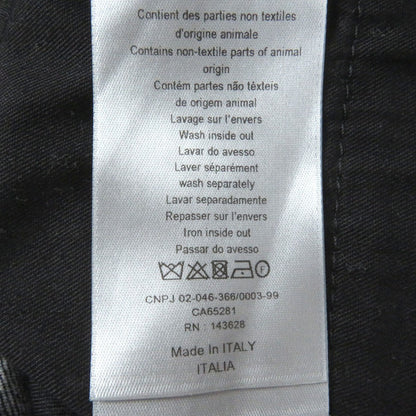 Contient des parties non textiles
d'origine animale
Contains non-textile parts of animal
origin
Contém partes não têxteis
de origem animal
Lavage sur l'envers
Wash inside out
Lavar do avesso
Laver séparément
wash separately
Lavar separadamente
Repasser sur l'envers
Iron inside out
Passar do avesso
CNPJ 02-046-366/0003-99
CA65281
RN : 143628
Made In ITALY
ITALIA